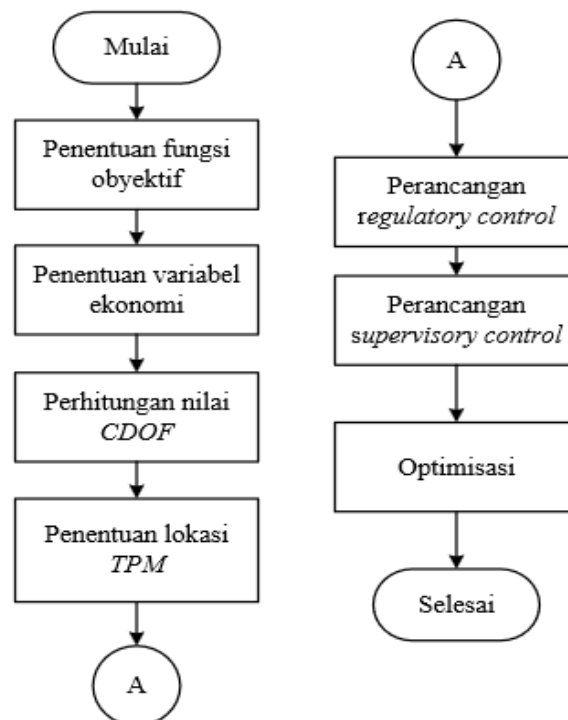 Mulai
Penentuan fungsi
obyektif
Penentuan variabel
ekonomi
Perhitungan nilai
CDOF
Penentuan lokasi
TPM
A
A
Perancangan
regulatory control
Perancangan
supervisory control
Optimisasi
Selesai